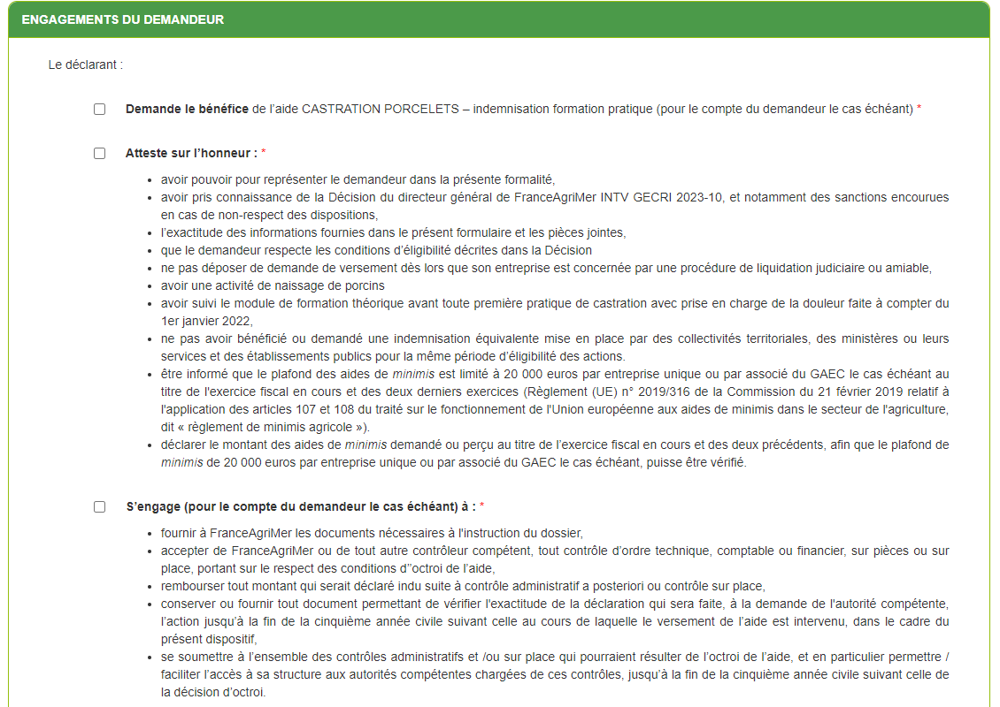 ENGAGEMENTS DU DEMANDEUR
Le déclarant :
Demande le bénéfice de l'aide CASTRATION PORCELETS – indemnisation formation pratique (pour le compte du demandeur le cas échéant) *
Atteste sur l'honneur : *
• avoir pouvoir pour représenter le demandeur dans la présente formalité,
• avoir pris connaissance de la Décision du directeur général de FranceAgriMer INTV GECRI 2023-10, et notamment des sanctions encourues
en cas de non-respect des dispositions,
• l'exactitude des informations fournies dans le présent formulaire et les pièces jointes,
• que le demandeur respecte les conditions d'éligibilité décrites dans la Décision
• ne pas déposer de demande de versement dès lors que son entreprise est concernée par une procédure de liquidation judiciaire ou amiable,
• avoir une activité de naissage de porcins
• avoir suivi le module de formation théorique avant toute première pratique de castration avec prise en charge de la douleur faite à compter du
1er janvier 2022,
• ne pas avoir bénéficié ou demandé une indemnisation équivalente mise en place par des collectivités territoriales, des ministères ou leurs
services et des établissements publics pour la même période d'éligibilité des actions.
• être informé que le plafond des aides de minimis est limité à 20 000 euros par entreprise unique ou par associé du GAEC le cas échéant au
titre de l'exercice fiscal en cours et des deux derniers exercices (Règlement (UE) n° 2019/316 de la Commission du 21 février 2019 relatif à
l'application des articles 107 et 108 du traité sur le fonctionnement de l'Union européenne aux aides de minimis dans le secteur de l'agriculture,
dit « règlement de minimis agricole »).
• déclarer le montant des aides de minimis demandé ou perçu au titre de l'exercice fiscal en cours et des deux précédents, afin que le plafond de
minimis de 20 000 euros par entreprise unique ou par associé du GAEC le cas échéant, puisse être vérifié.
S'engage (pour le compte du demandeur le cas échéant) à : *
• fournir à FranceAgriMer les documents nécessaires à l'instruction du dossier,
• accepter de FranceAgriMer ou de tout autre contrôleur compétent, tout contrôle d'ordre technique, comptable ou financier, sur pièces ou sur
place, portant sur le respect des conditions d''octroi de l'aide,
• rembourser tout montant qui serait déclaré indu suite à contrôle administratif a posteriori ou contrôle sur place,
• conserver ou fournir tout document permettant de vérifier l'exactitude de la déclaration qui sera faite, à la demande de l'autorité compétente,
l'action jusqu'à la fin de la cinquième année civile suivant celle au cours de laquelle le versement de l'aide est intervenu, dans le cadre du
présent dispositif,
• se soumettre à l'ensemble des contrôles administratifs et /ou sur place qui pourraient résulter de l'octroi de l'aide, et en particulier permettre /
faciliter l'accès à sa structure aux autorités compétentes chargées de ces contrôles, jusqu'à la fin de la cinquième année civile suivant celle de
la décision d'octroi.